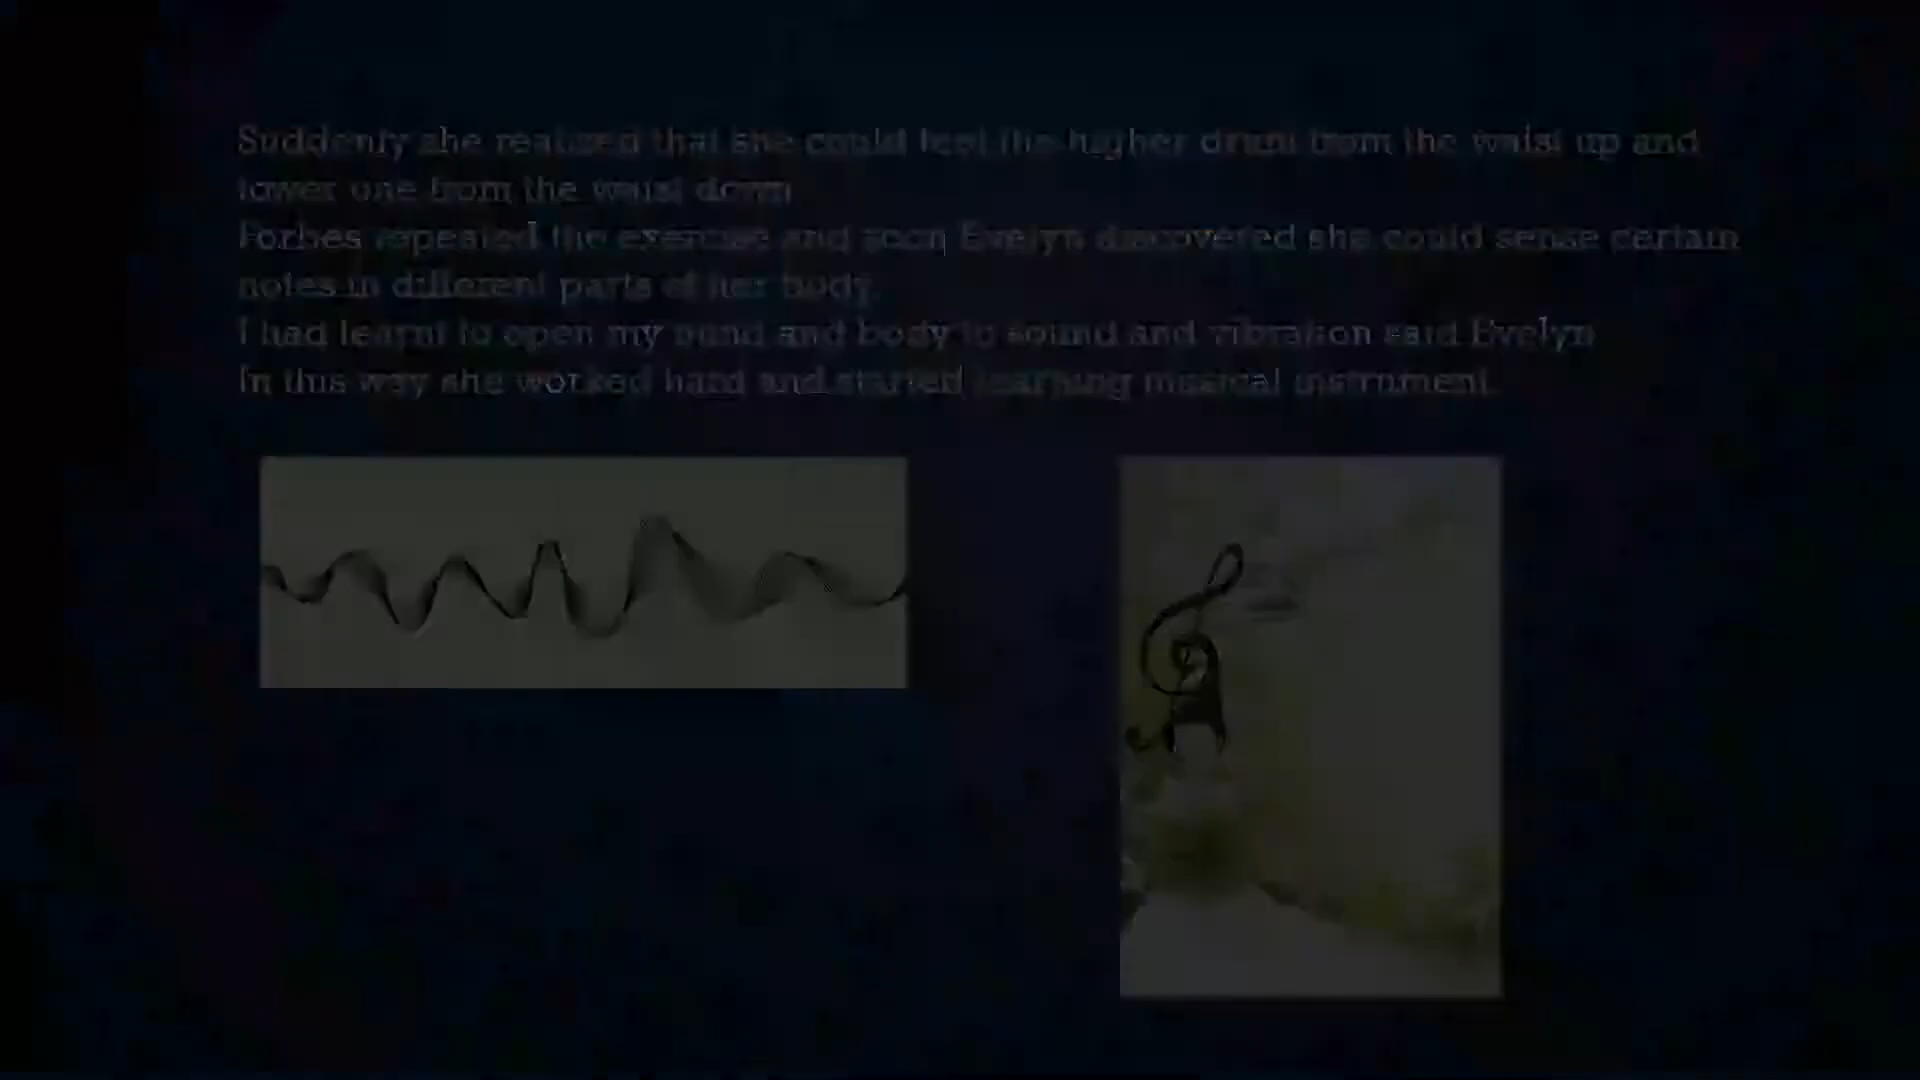 Suddenly she realized that she could feel the higher drum from the waist up and
lower one from the waist down
Forbes repeated the exercise and soon Evelyn discovered she could sense certain
notes in different parts of her body.
I had learnt to open my mind and body to sound and vibration said Evelyn
In this way she worked hard and started learning musical instrument.